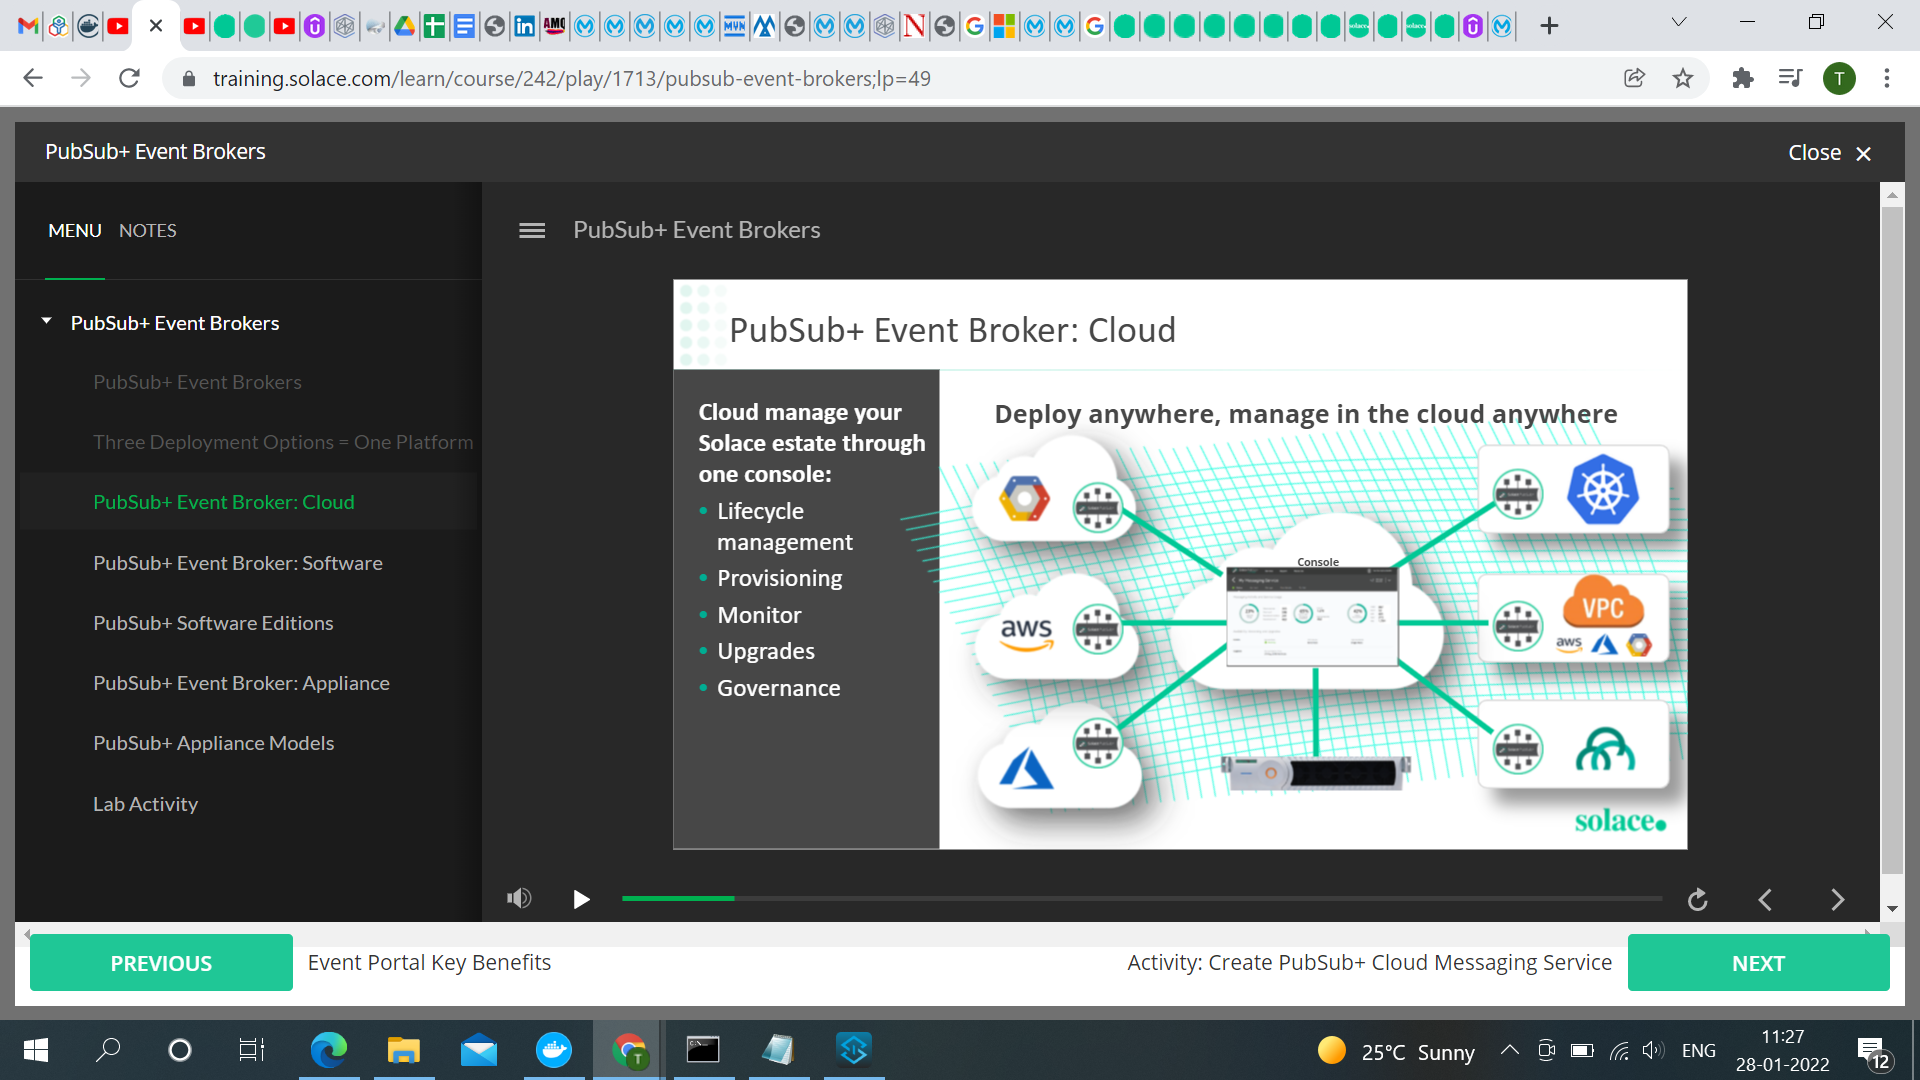 training.solace.com/learn/course/242/play/1713/pubsub-event-brokers;lp=49
T
PubSub+ Event Brokers
Close
MENU
NOTES
PubSub+ Event Brokers
PubSub+ Event Brokers
PubSub+ Event Brokers
Three Deployment Options = One Platform
PubSub+ Event Broker: Cloud
PubSub+ Event Broker: Software
PubSub+ Software Editions
PubSub+ Event Broker: Appliance
PubSub+ Appliance Models
Lab Activity
PubSub+ Event Broker: Cloud
Cloud manage your
Solace estate through
one console:
• Lifecycle
management
• Provisioning
• Monitor
• Upgrades
• Governance
Deploy anywhere, manage in the cloud anywhere
Console
aws
VPC
aws
solace.
PREVIOUS
Event Portal Key Benefits
Activity: Create PubSub+ Cloud Messaging Service
NEXT
25°C Sunny
ENG
11:27
28-01-2022
12